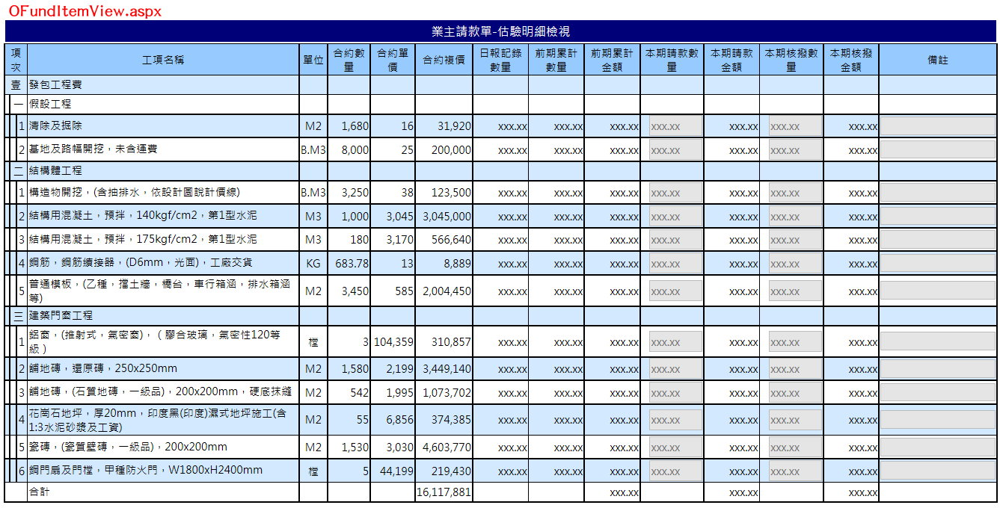 OFundItemView.aspx
業主請款單-估驗明細檢視
項次 工項名稱 單位 合約數量 合約單價 合約複價 日報記錄數量 前期累計數量 前期累計金額 本期請款數量 本期請款金額 本期核撥數量 本期核撥金額 備註
壹 發包工程費
一 假設工程
1 清除及掘除 M2 1,680 16 31,920 xxx.xx xxx.xx xxx.xx xxx.xx xxx.xx xxx.xx xxx.xx
2 基地及路幅開挖，未含運費 B.M3 8,000 25 200,000 xxx.xx xxx.xx xxx.xx xxx.xx xxx.xx xxx.xx xxx.xx
二 結構體工程
1 構造物開挖，(含抽排水，依設計圖說計價線) B.M3 3,250 38 123,500 xxx.xx xxx.xx xxx.xx xxx.xx xxx.xx xxx.xx xxx.xx
2 結構用混凝土，預拌，140kgf/cm2，第1型水泥 M3 1,000 3,045 3,045,000 xxx.xx xxx.xx xxx.xx xxx.xx xxx.xx xxx.xx xxx.xx
3 結構用混凝土，預拌，175kgf/cm2，第1型水泥 M3 180 3,170 566,640 xxx.xx xxx.xx xxx.xx xxx.xx xxx.xx xxx.xx xxx.xx
4 鋼筋，鋼筋續接器，(D6mm，光面)，工廠交貨 KG 683.78 13 8,889 xxx.xx xxx.xx xxx.xx xxx.xx xxx.xx xxx.xx xxx.xx
5 普通模板，(乙種，擋土牆，橋台，車行箱涵，排水箱涵等) M2 3,450 585 2,004,450 xxx.xx xxx.xx xxx.xx xxx.xx xxx.xx xxx.xx xxx.xx
三 建築門窗工程
1 鋁窗，(推射式，氣密窗)，（膠合玻璃，氣密性120等級） 樘 3 104,359 310,857 xxx.xx xxx.xx xxx.xx xxx.xx xxx.xx xxx.xx xxx.xx
2 舖地磚，還原磚，250x250mm M2 1,580 2,199 3,449,140 xxx.xx xxx.xx xxx.xx xxx.xx xxx.xx xxx.xx xxx.xx
3 舖地磚，(石質地磚，一級品)，200x200mm，硬底抹縫 M2 542 1,995 1,073,702 xxx.xx xxx.xx xxx.xx xxx.xx xxx.xx xxx.xx xxx.xx
4 花崗石地坪，厚20mm，印度黑(印度)濕式地坪施工(含1:3水泥砂漿及工資) M2 55 6,856 374,385 xxx.xx xxx.xx xxx.xx xxx.xx xxx.xx xxx.xx xxx.xx
5 瓷磚，(瓷質壁磚，一級品)，200x200mm M2 1,530 3,030 4,603,770 xxx.xx xxx.xx xxx.xx xxx.xx xxx.xx xxx.xx xxx.xx
6 鋼門扇及門樘，甲種防火門，W1800xH2400mm 樘 5 44,199 219,430 xxx.xx xxx.xx xxx.xx xxx.xx xxx.xx xxx.xx xxx.xx
合計 16,117,881 xxx.xx xxx.xx xxx.xx